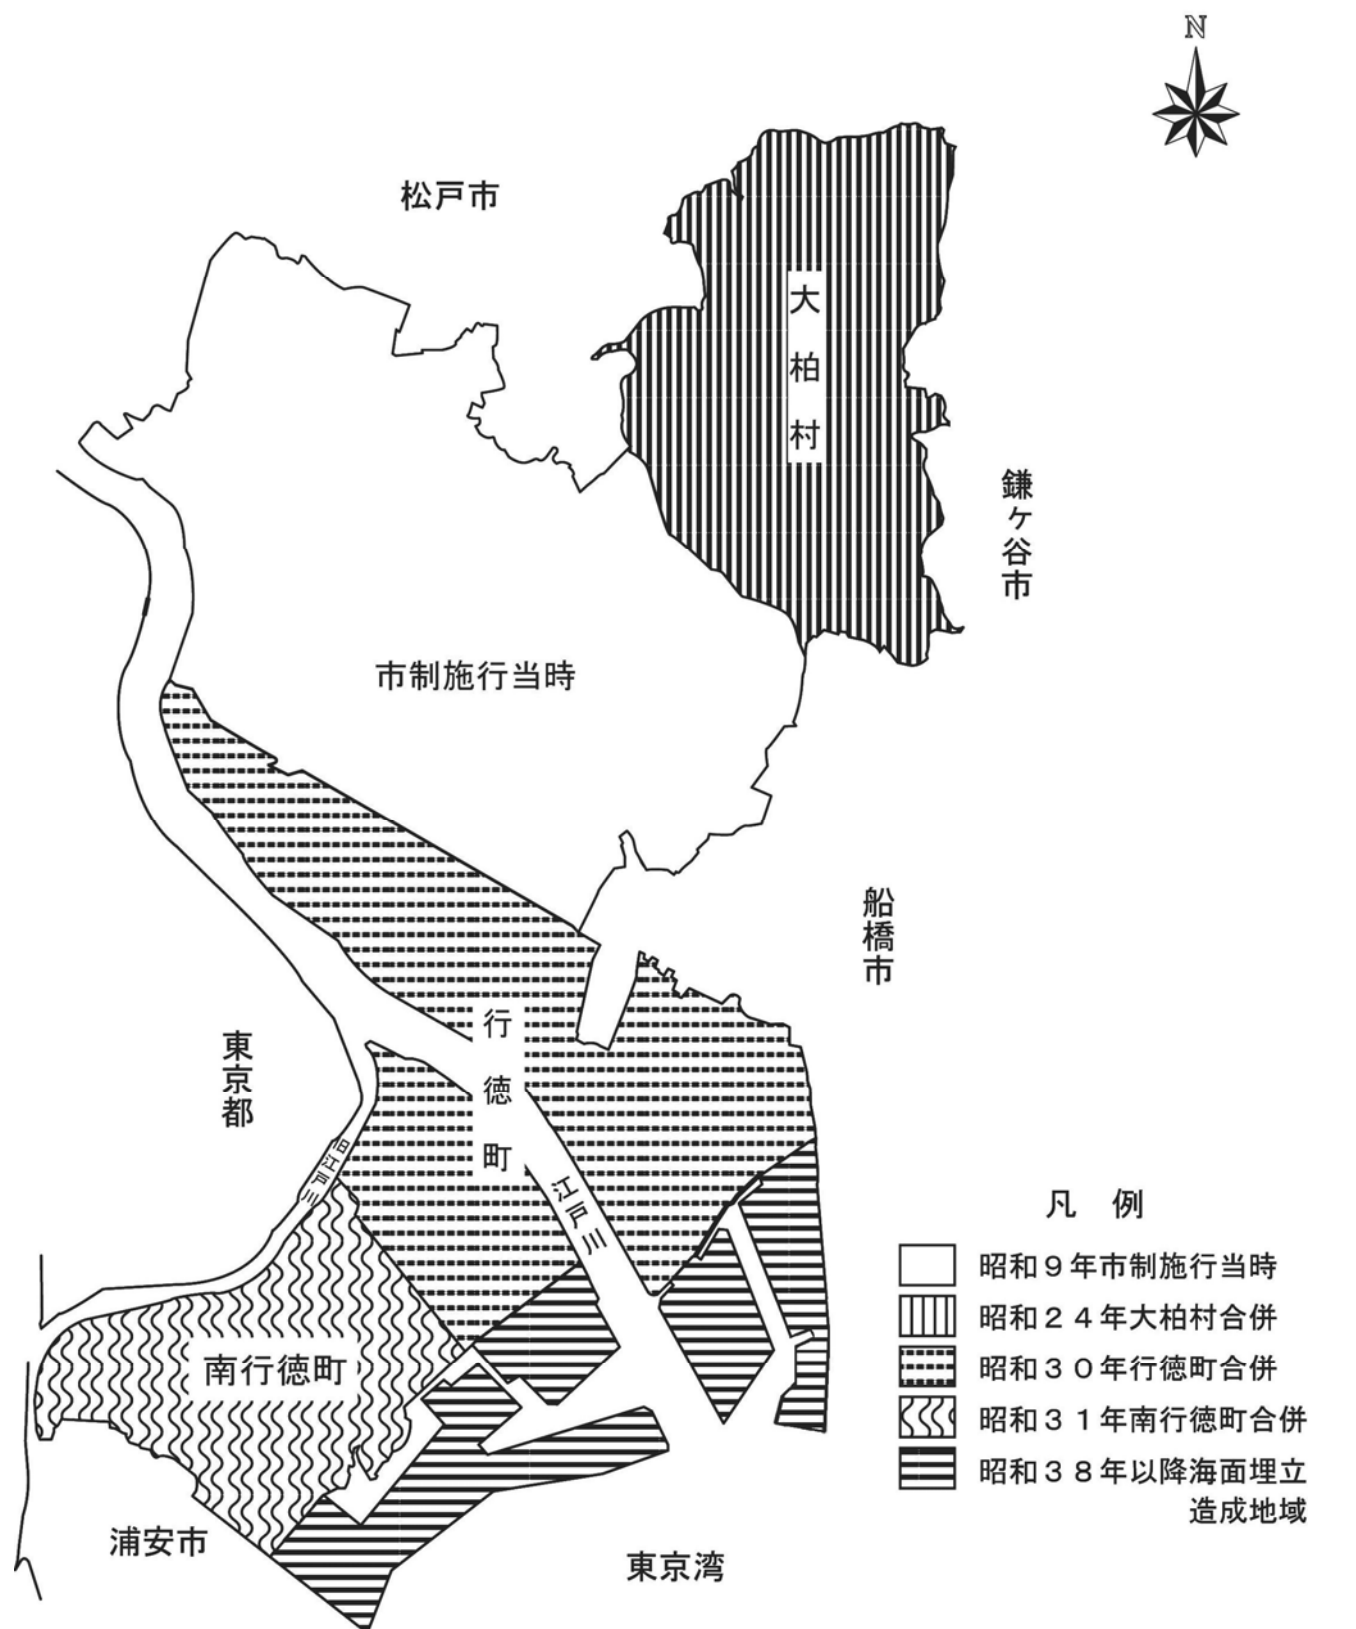 N
松戸市
大柏村
鎌ヶ谷市
市制施行当時
船橋市
行徳町
東京都
旧江戸川
江戸川
南行徳町
浦安市
東京湾
凡 例
昭和９年市制施行当時
昭和２４年大柏村合併
昭和３０年行徳町合併
昭和３１年南行徳町合併
昭和３８年以降海面埋立
造成地域